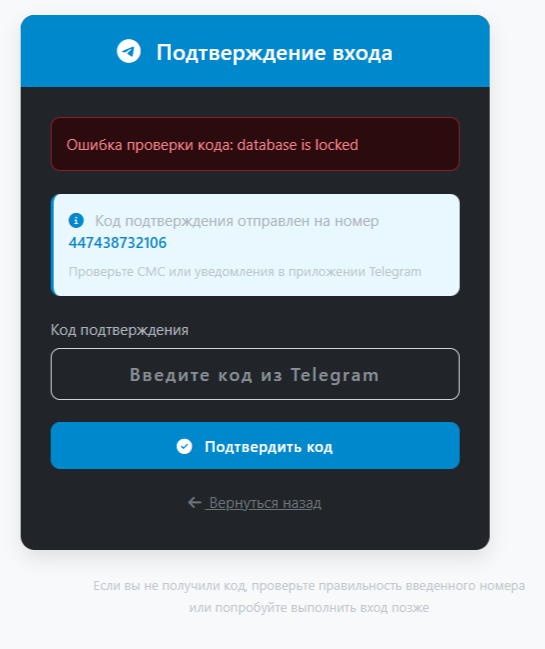 Подтверждение входа
Ошибка проверки кода: database is locked
Код подтверждения отправлен на номер
447438732106
Проверьте СМС или уведомления в приложении Telegram
Код подтверждения
Введите код из Telegram
Подтвердить код
Вернуться назад
Если вы не получили код, проверьте правильность введенного номера
или попробуйте выполнить вход позже